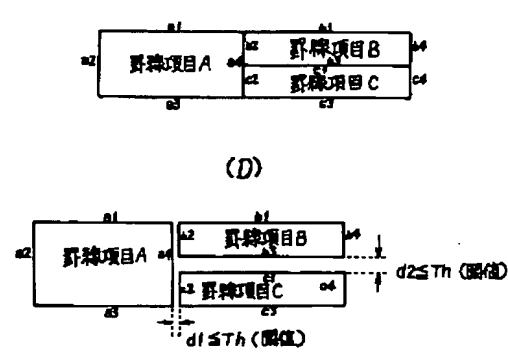 a1 b1
a2 罫線項目A a4 b2 罫線項目B b4
b3
c1
c2 罫線項目C c4
a3 c3
(D)
a1 b1
a2 罫線項目A a4 b2 罫線項目B b4
b3
d2≦Th(閾値)
c1
c2 罫線項目C c4
a3 c3
d1≦Th(閾値)